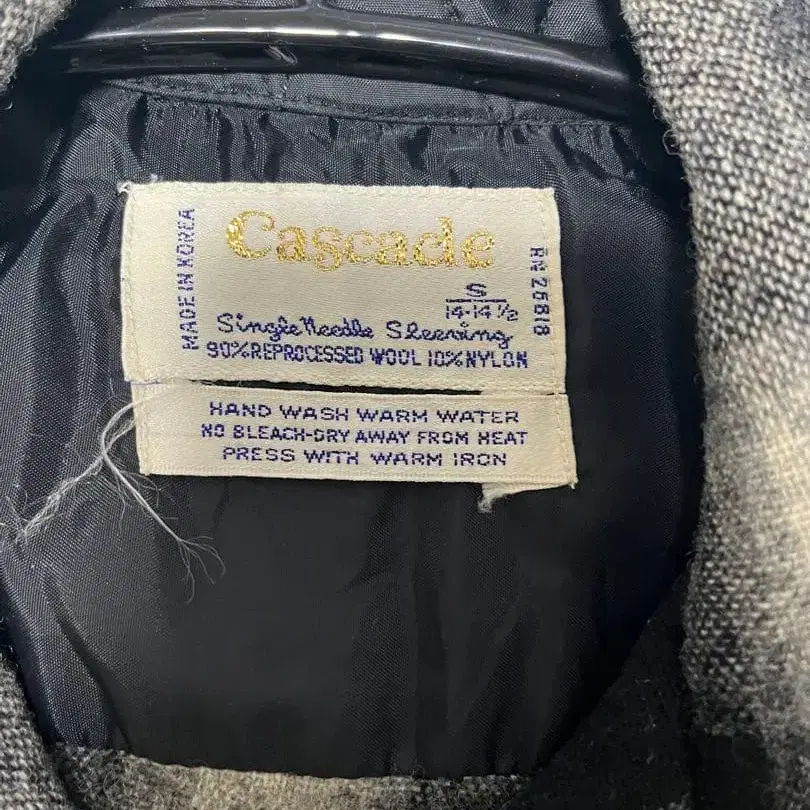 Cascade
MADE IN KOREA
RN 25818
S
14-14½
Single Needle Sleeving
90% REPROCESSED WOOL 10% NYLON
HAND WASH WARM WATER
NO BLEACH-DRY AWAY FROM HEAT
PRESS WITH WARM IRON